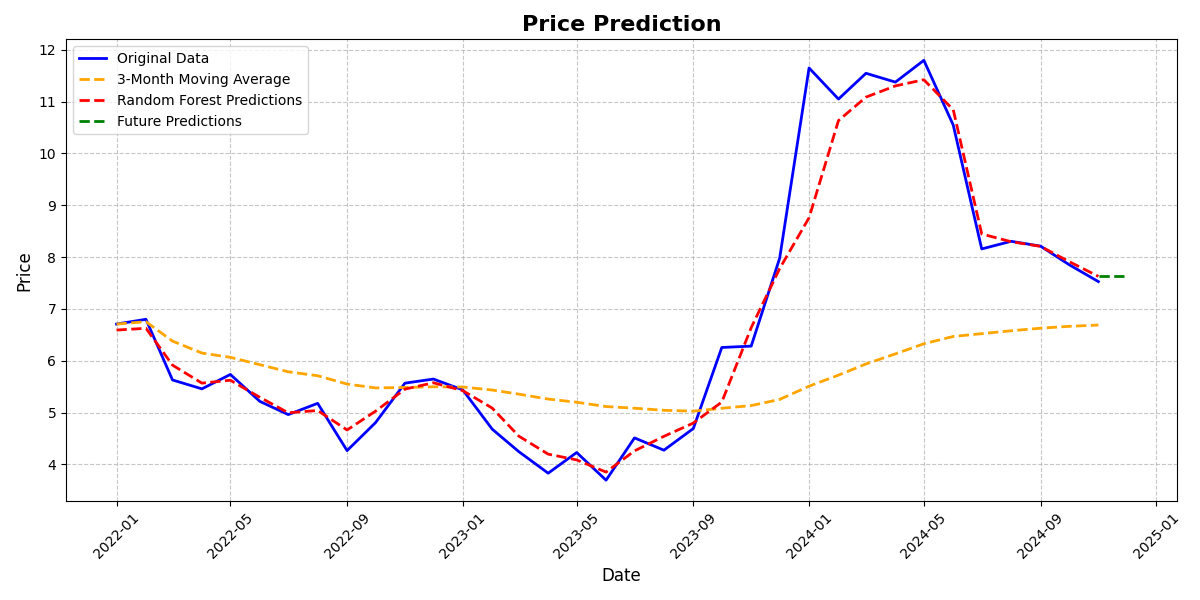 Price Prediction
Original Data
3-Month Moving Average
Random Forest Predictions
Future Predictions
Price
12
11
10
9
8
7
6
5
4
2022-01
2022-05
2022-09
2023-01
2023-05
2023-09
2024-01
2024-05
2024-09
2025-01
Date